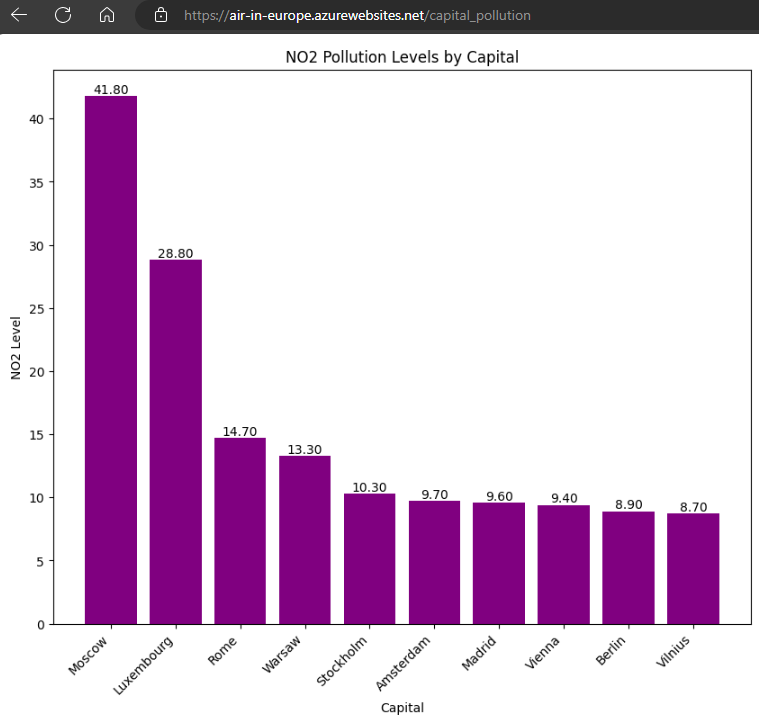 https://air-in-europe.azurewebsites.net/capital_pollution
NO2 Pollution Levels by Capital
41.80
28.80
14.70
13.30
10.30
9.70
9.60
9.40
8.90
8.70
40
35
30
25
20
15
10
5
0
NO2 Level
Moscow
Luxembourg
Rome
Warsaw
Stockholm
Amsterdam
Madrid
Vienna
Berlin
Vilnius
Capital